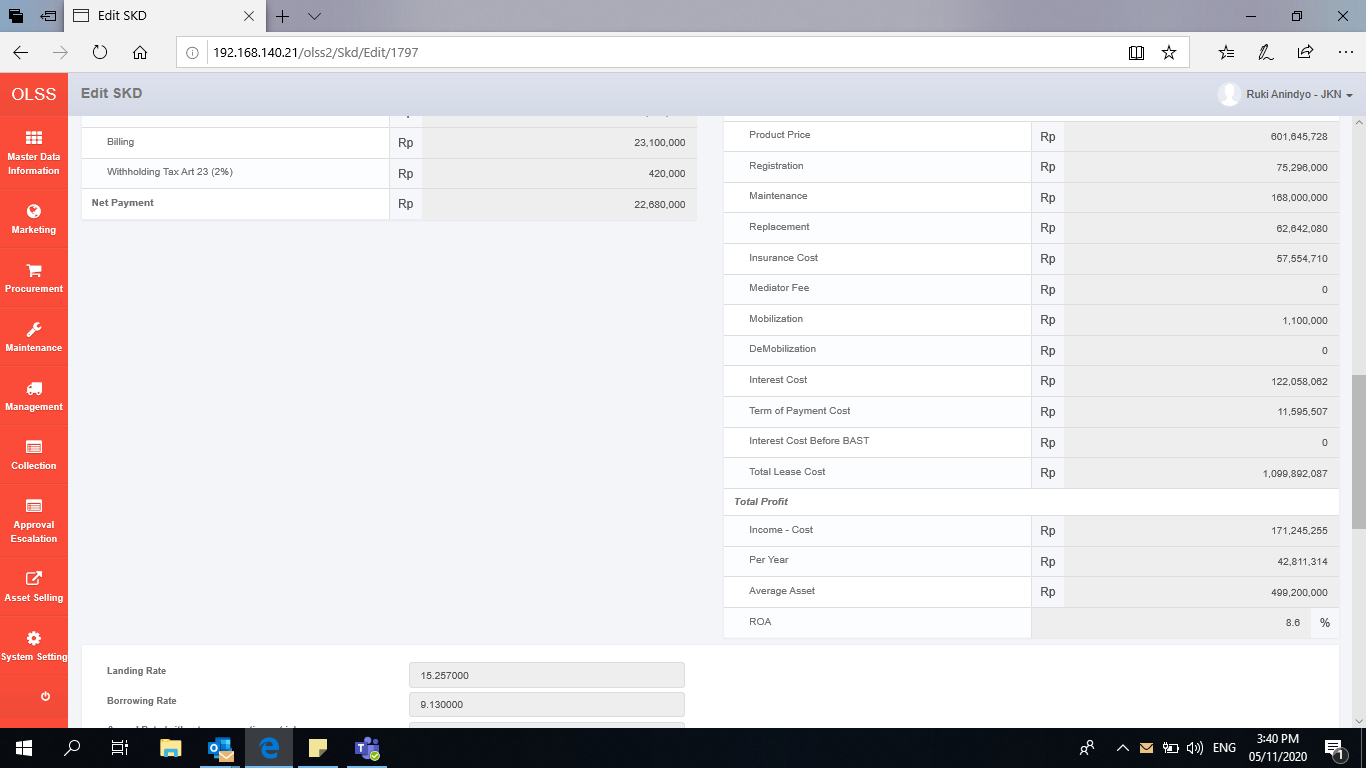 Edit SKD
192.168.140.21/olss2/Skd/Edit/1797
OLSS
Edit SKD
Ruki Anindyo - JKN
Master Data
Information
Marketing
Procurement
Maintenance
Management
Collection
Approval
Escalation
Asset Selling
System Setting
Billing Rp 23,100,000
Withholding Tax Art 23 (2%) Rp 420,000
Net Payment Rp 22,680,000
Product Price Rp 601,645,728
Registration Rp 75,296,000
Maintenance Rp 168,000,000
Replacement Rp 62,642,080
Insurance Cost Rp 57,554,710
Mediator Fee Rp 0
Mobilization Rp 1,100,000
DeMobilization Rp 0
Interest Cost Rp 122,058,062
Term of Payment Cost Rp 11,595,507
Interest Cost Before BAST Rp 0
Total Lease Cost Rp 1,099,892,087
Total Profit
Income - Cost Rp 171,245,255
Per Year Rp 42,811,314
Average Asset Rp 499,200,000
ROA 8.6 %
Landing Rate 15.257000
Borrowing Rate 9.130000
ENG
3:40 PM
05/11/2020
1